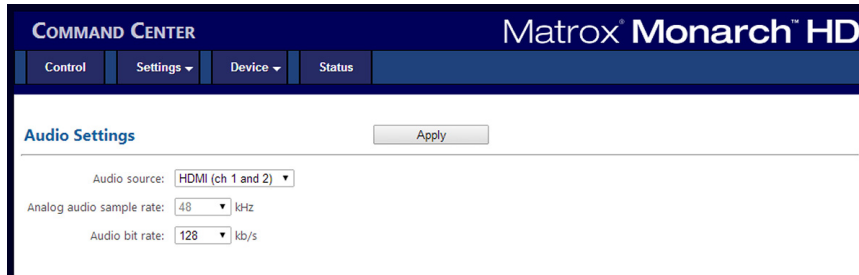 COMMAND CENTER
Matrox® Monarch™ HD
Control Settings Device Status
Audio Settings Apply
Audio source: HDMI (ch 1 and 2)
Analog audio sample rate: 48 kHz
Audio bit rate: 128 kb/s